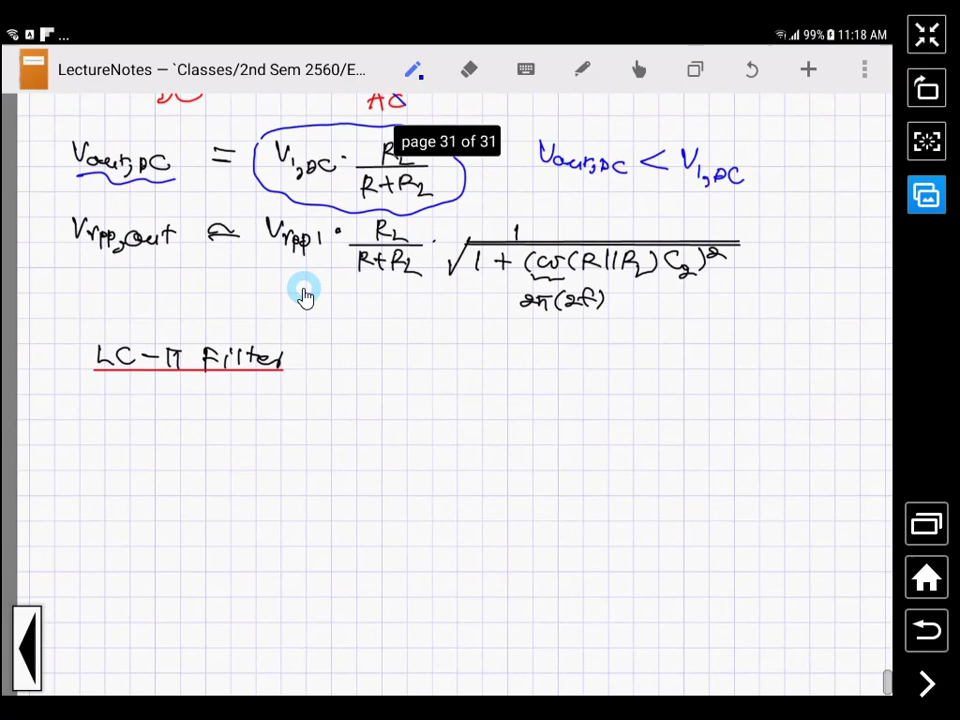 ... 99% 11:18 AM
LectureNotes — `Classes/2nd Sem 2560/E...
DC AC
page 31 of 31
Vout,DC = V1,DC · RL / R+RL Vout,DC < V1,DC
Vrpp,out ≃ Vrpp1 · RL / R+RL · 1 / √1 + (ω(R||RL) C2)²
2π(2f)
LC-π Filter